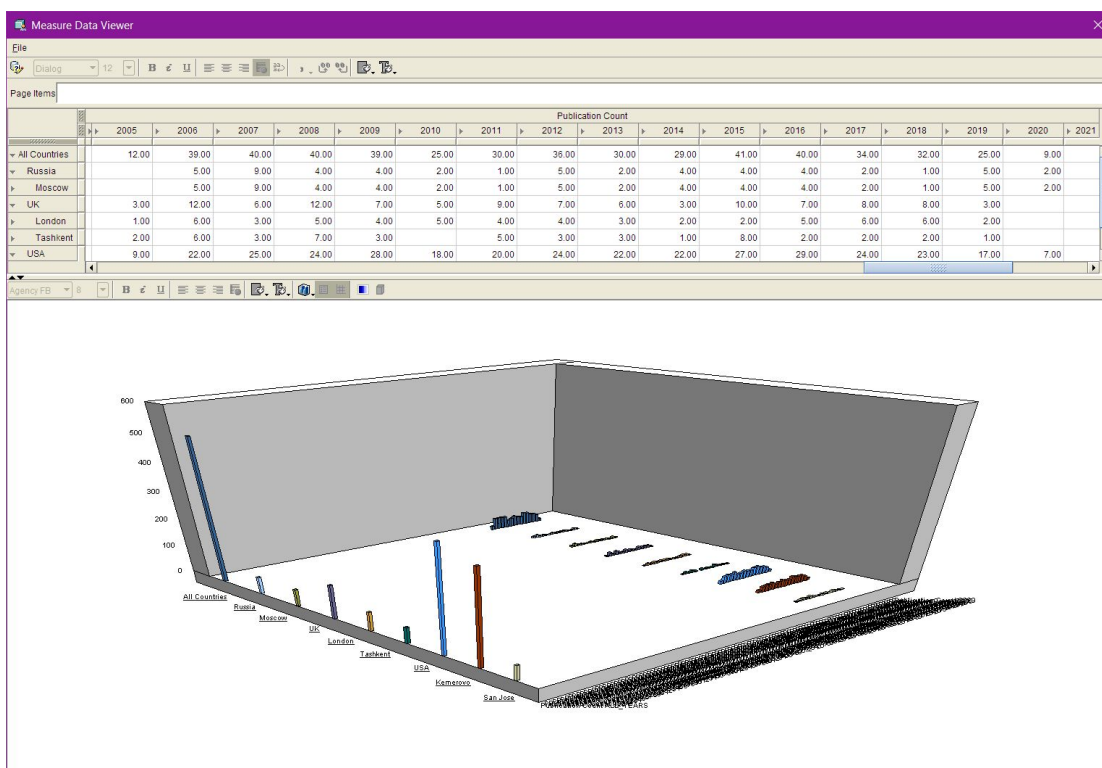 Measure Data Viewer
File
Dialog 12 B U
Page Items
Publication Count
2005 2006 2007 2008 2009 2010 2011 2012 2013 2014 2015 2016 2017 2018 2019 2020 2021
All Countries 12.00 39.00 40.00 40.00 39.00 25.00 30.00 36.00 30.00 29.00 41.00 40.00 34.00 32.00 25.00 9.00
Russia 5.00 9.00 4.00 4.00 2.00 1.00 5.00 2.00 4.00 4.00 4.00 2.00 1.00 5.00 2.00
Moscow 5.00 9.00 4.00 4.00 2.00 1.00 5.00 2.00 4.00 4.00 4.00 2.00 1.00 5.00 2.00
UK 3.00 12.00 6.00 12.00 7.00 5.00 9.00 7.00 6.00 3.00 10.00 7.00 8.00 8.00 3.00
London 1.00 6.00 3.00 5.00 4.00 5.00 4.00 4.00 3.00 2.00 2.00 5.00 6.00 6.00 2.00
Tashkent 2.00 6.00 3.00 7.00 3.00 5.00 3.00 3.00 1.00 8.00 2.00 2.00 2.00 1.00
USA 9.00 22.00 25.00 24.00 28.00 18.00 20.00 24.00 22.00 22.00 27.00 29.00 24.00 23.00 17.00 7.00
Agency FB 8 B U
600
500
400
300
200
100
0
All Countries
Russia
Moscow
UK
London
Tashkent
USA
Kemerovo
San Jose